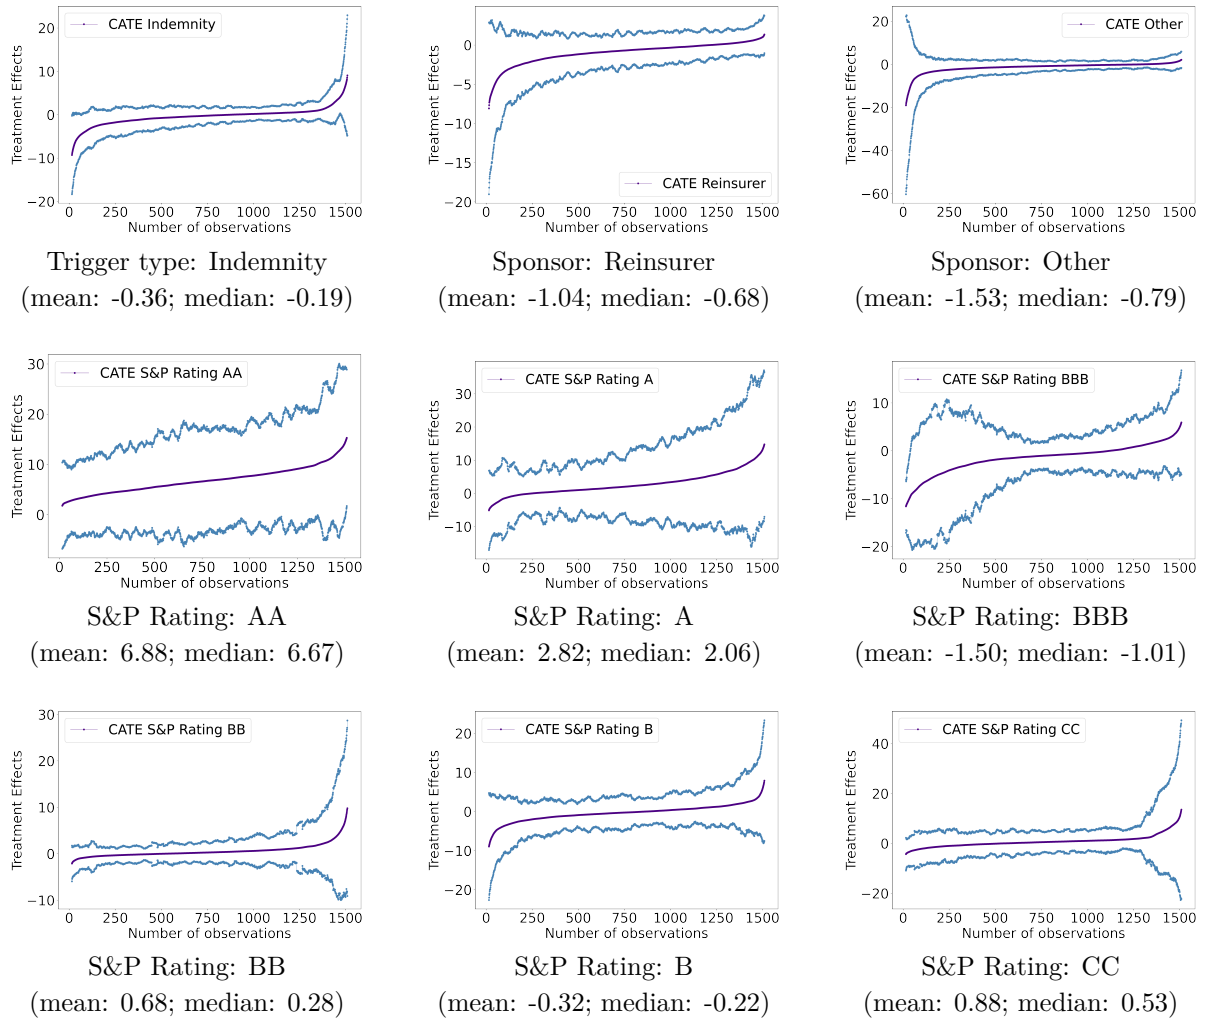 CATE Indemnity
Treatment Effects
20
10
0
−10
−20
0 250 500 750 1000 1250 1500
Number of observations
Trigger type: Indemnity
(mean: -0.36; median: -0.19)
CATE Reinsurer
Treatment Effects
0
−5
−10
−15
−20
0 250 500 750 1000 1250 1500
Number of observations
Sponsor: Reinsurer
(mean: -1.04; median: -0.68)
CATE Other
Treatment Effects
20
0
−20
−40
−60
0 250 500 750 1000 1250 1500
Number of observations
Sponsor: Other
(mean: -1.53; median: -0.79)
CATE S&P Rating AA
Treatment Effects
30
20
10
0
0 250 500 750 1000 1250 1500
Number of observations
S&P Rating: AA
(mean: 6.88; median: 6.67)
CATE S&P Rating A
Treatment Effects
30
20
10
0
−10
0 250 500 750 1000 1250 1500
Number of observations
S&P Rating: A
(mean: 2.82; median: 2.06)
CATE S&P Rating BBB
Treatment Effects
10
0
−10
−20
0 250 500 750 1000 1250 1500
Number of observations
S&P Rating: BBB
(mean: -1.50; median: -1.01)
CATE S&P Rating BB
Treatment Effects
30
20
10
0
−10
0 250 500 750 1000 1250 1500
Number of observations
S&P Rating: BB
(mean: 0.68; median: 0.28)
CATE S&P Rating B
Treatment Effects
20
10
0
−10
−20
0 250 500 750 1000 1250 1500
Number of observations
S&P Rating: B
(mean: -0.32; median: -0.22)
CATE S&P Rating CC
Treatment Effects
40
20
0
−20
0 250 500 750 1000 1250 1500
Number of observations
S&P Rating: CC
(mean: 0.88; median: 0.53)